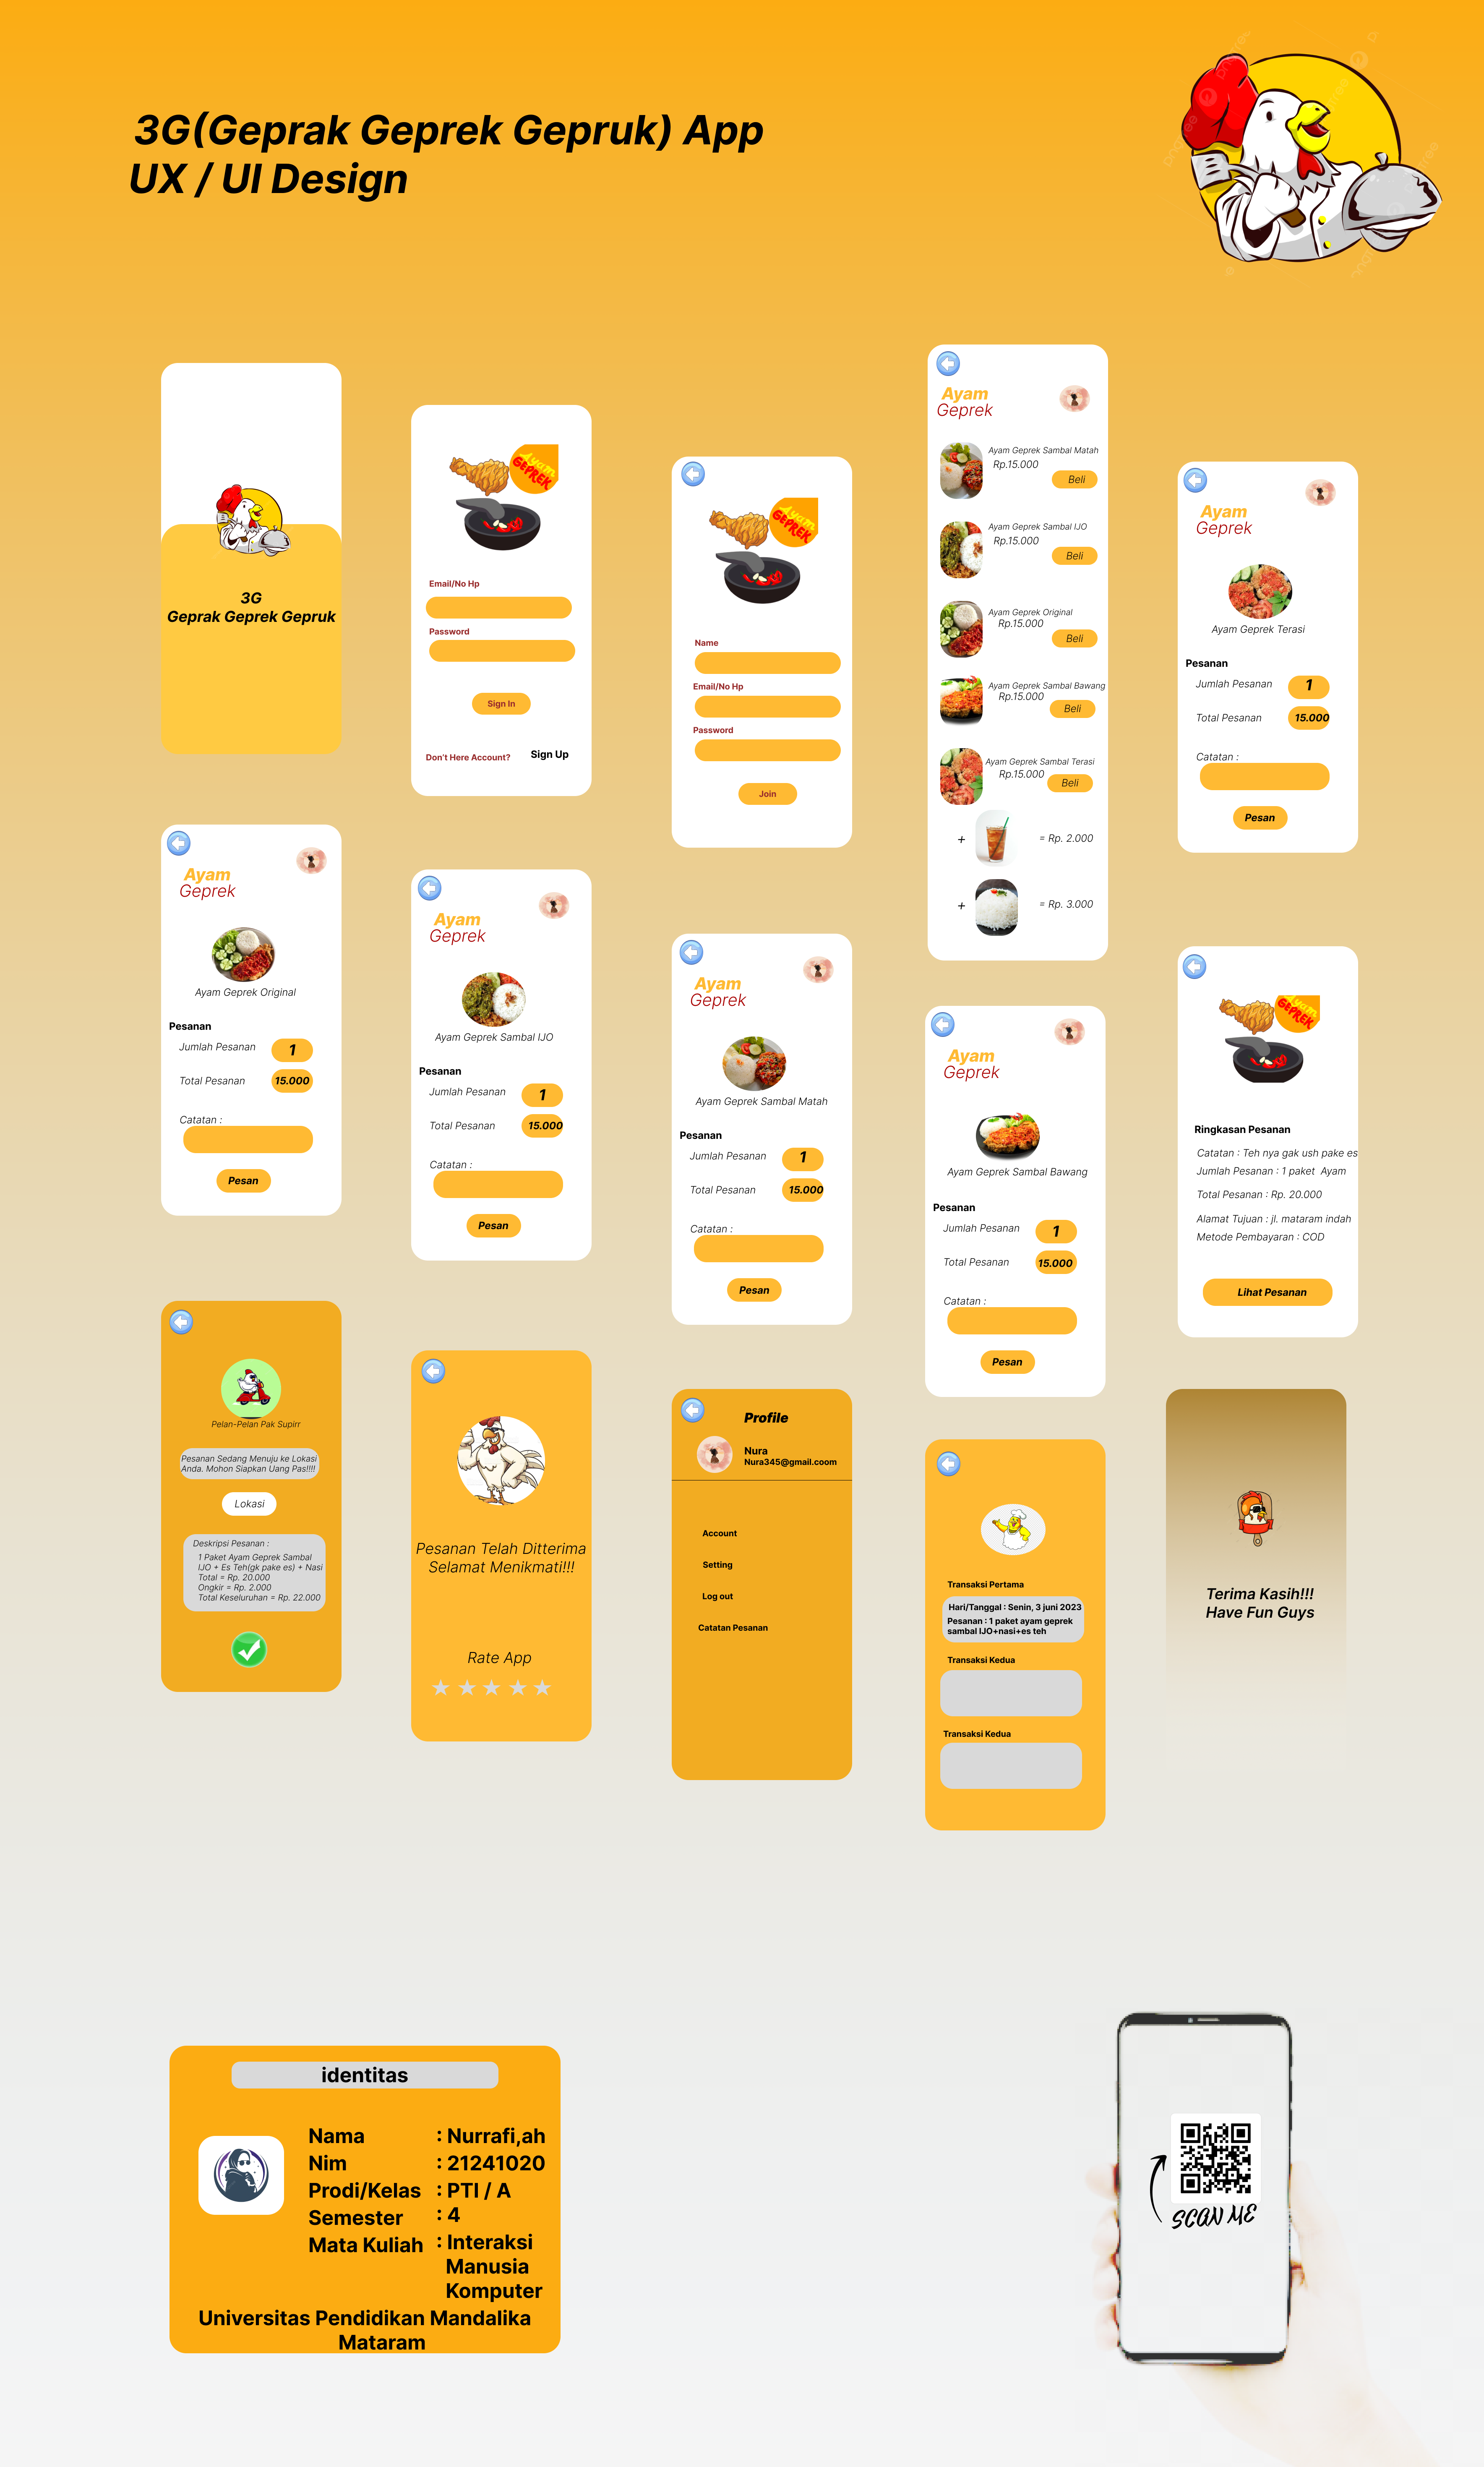 3G(Geprak Geprek Gepruk) App
UX / UI Design
pngtree
3G
Geprak Geprek Gepruk
Ayam
GEPREK
Email/No Hp
Password
Sign In
Don't Here Account? Sign Up
Ayam
GEPREK
Name
Email/No Hp
Password
Join
Ayam
Geprek
Ayam Geprek Sambal Matah
Rp.15.000
Beli
Ayam Geprek Sambal IJO
Rp.15.000
Beli
Ayam Geprek Original
Rp.15.000
Beli
Ayam Geprek Sambal Bawang
Rp.15.000
Beli
Ayam Geprek Sambal Terasi
Rp.15.000
Beli
+ = Rp. 2.000
+ = Rp. 3.000
Ayam
Geprek
Ayam Geprek Terasi
Pesanan
Jumlah Pesanan 1
Total Pesanan 15.000
Catatan :
Pesan
Ayam
Geprek
Ayam Geprek Original
Pesanan
Jumlah Pesanan 1
Total Pesanan 15.000
Catatan :
Pesan
Ayam
Geprek
Ayam Geprek Sambal IJO
Pesanan
Jumlah Pesanan 1
Total Pesanan 15.000
Catatan :
Pesan
Ayam
Geprek
Ayam Geprek Sambal Matah
Pesanan
Jumlah Pesanan 1
Total Pesanan 15.000
Catatan :
Pesan
Ayam
Geprek
Ayam Geprek Sambal Bawang
Pesanan
Jumlah Pesanan 1
Total Pesanan 15.000
Catatan :
Pesan
Ayam
GEPREK
Ringkasan Pesanan
Catatan : Teh nya gak ush pake es
Jumlah Pesanan : 1 paket Ayam
Total Pesanan : Rp. 20.000
Alamat Tujuan : jl. mataram indah
Metode Pembayaran : COD
Lihat Pesanan
Pelan-Pelan Pak Supirr
Pesanan Sedang Menuju ke Lokasi
Anda. Mohon Siapkan Uang Pas!!!!
Lokasi
Deskripsi Pesanan :
1 Paket Ayam Geprek Sambal
IJO + Es Teh(gk pake es) + Nasi
Total = Rp. 20.000
Ongkir = Rp. 2.000
Total Keseluruhan = Rp. 22.000
Pesanan Telah Ditterima
Selamat Menikmati!!!
Rate App
Profile
Nura
Nura345@gmail.coom
Account
Setting
Log out
Catatan Pesanan
Transaksi Pertama
Hari/Tanggal : Senin, 3 juni 2023
Pesanan : 1 paket ayam geprek
sambal IJO+nasi+es teh
Transaksi Kedua
Transaksi Kedua
Terima Kasih!!!
Have Fun Guys
identitas
Nama : Nurrafi,ah
Nim : 21241020
Prodi/Kelas : PTI / A
Semester : 4
Mata Kuliah : Interaksi
Manusia
Komputer
Universitas Pendidikan Mandalika
Mataram
SCAN ME